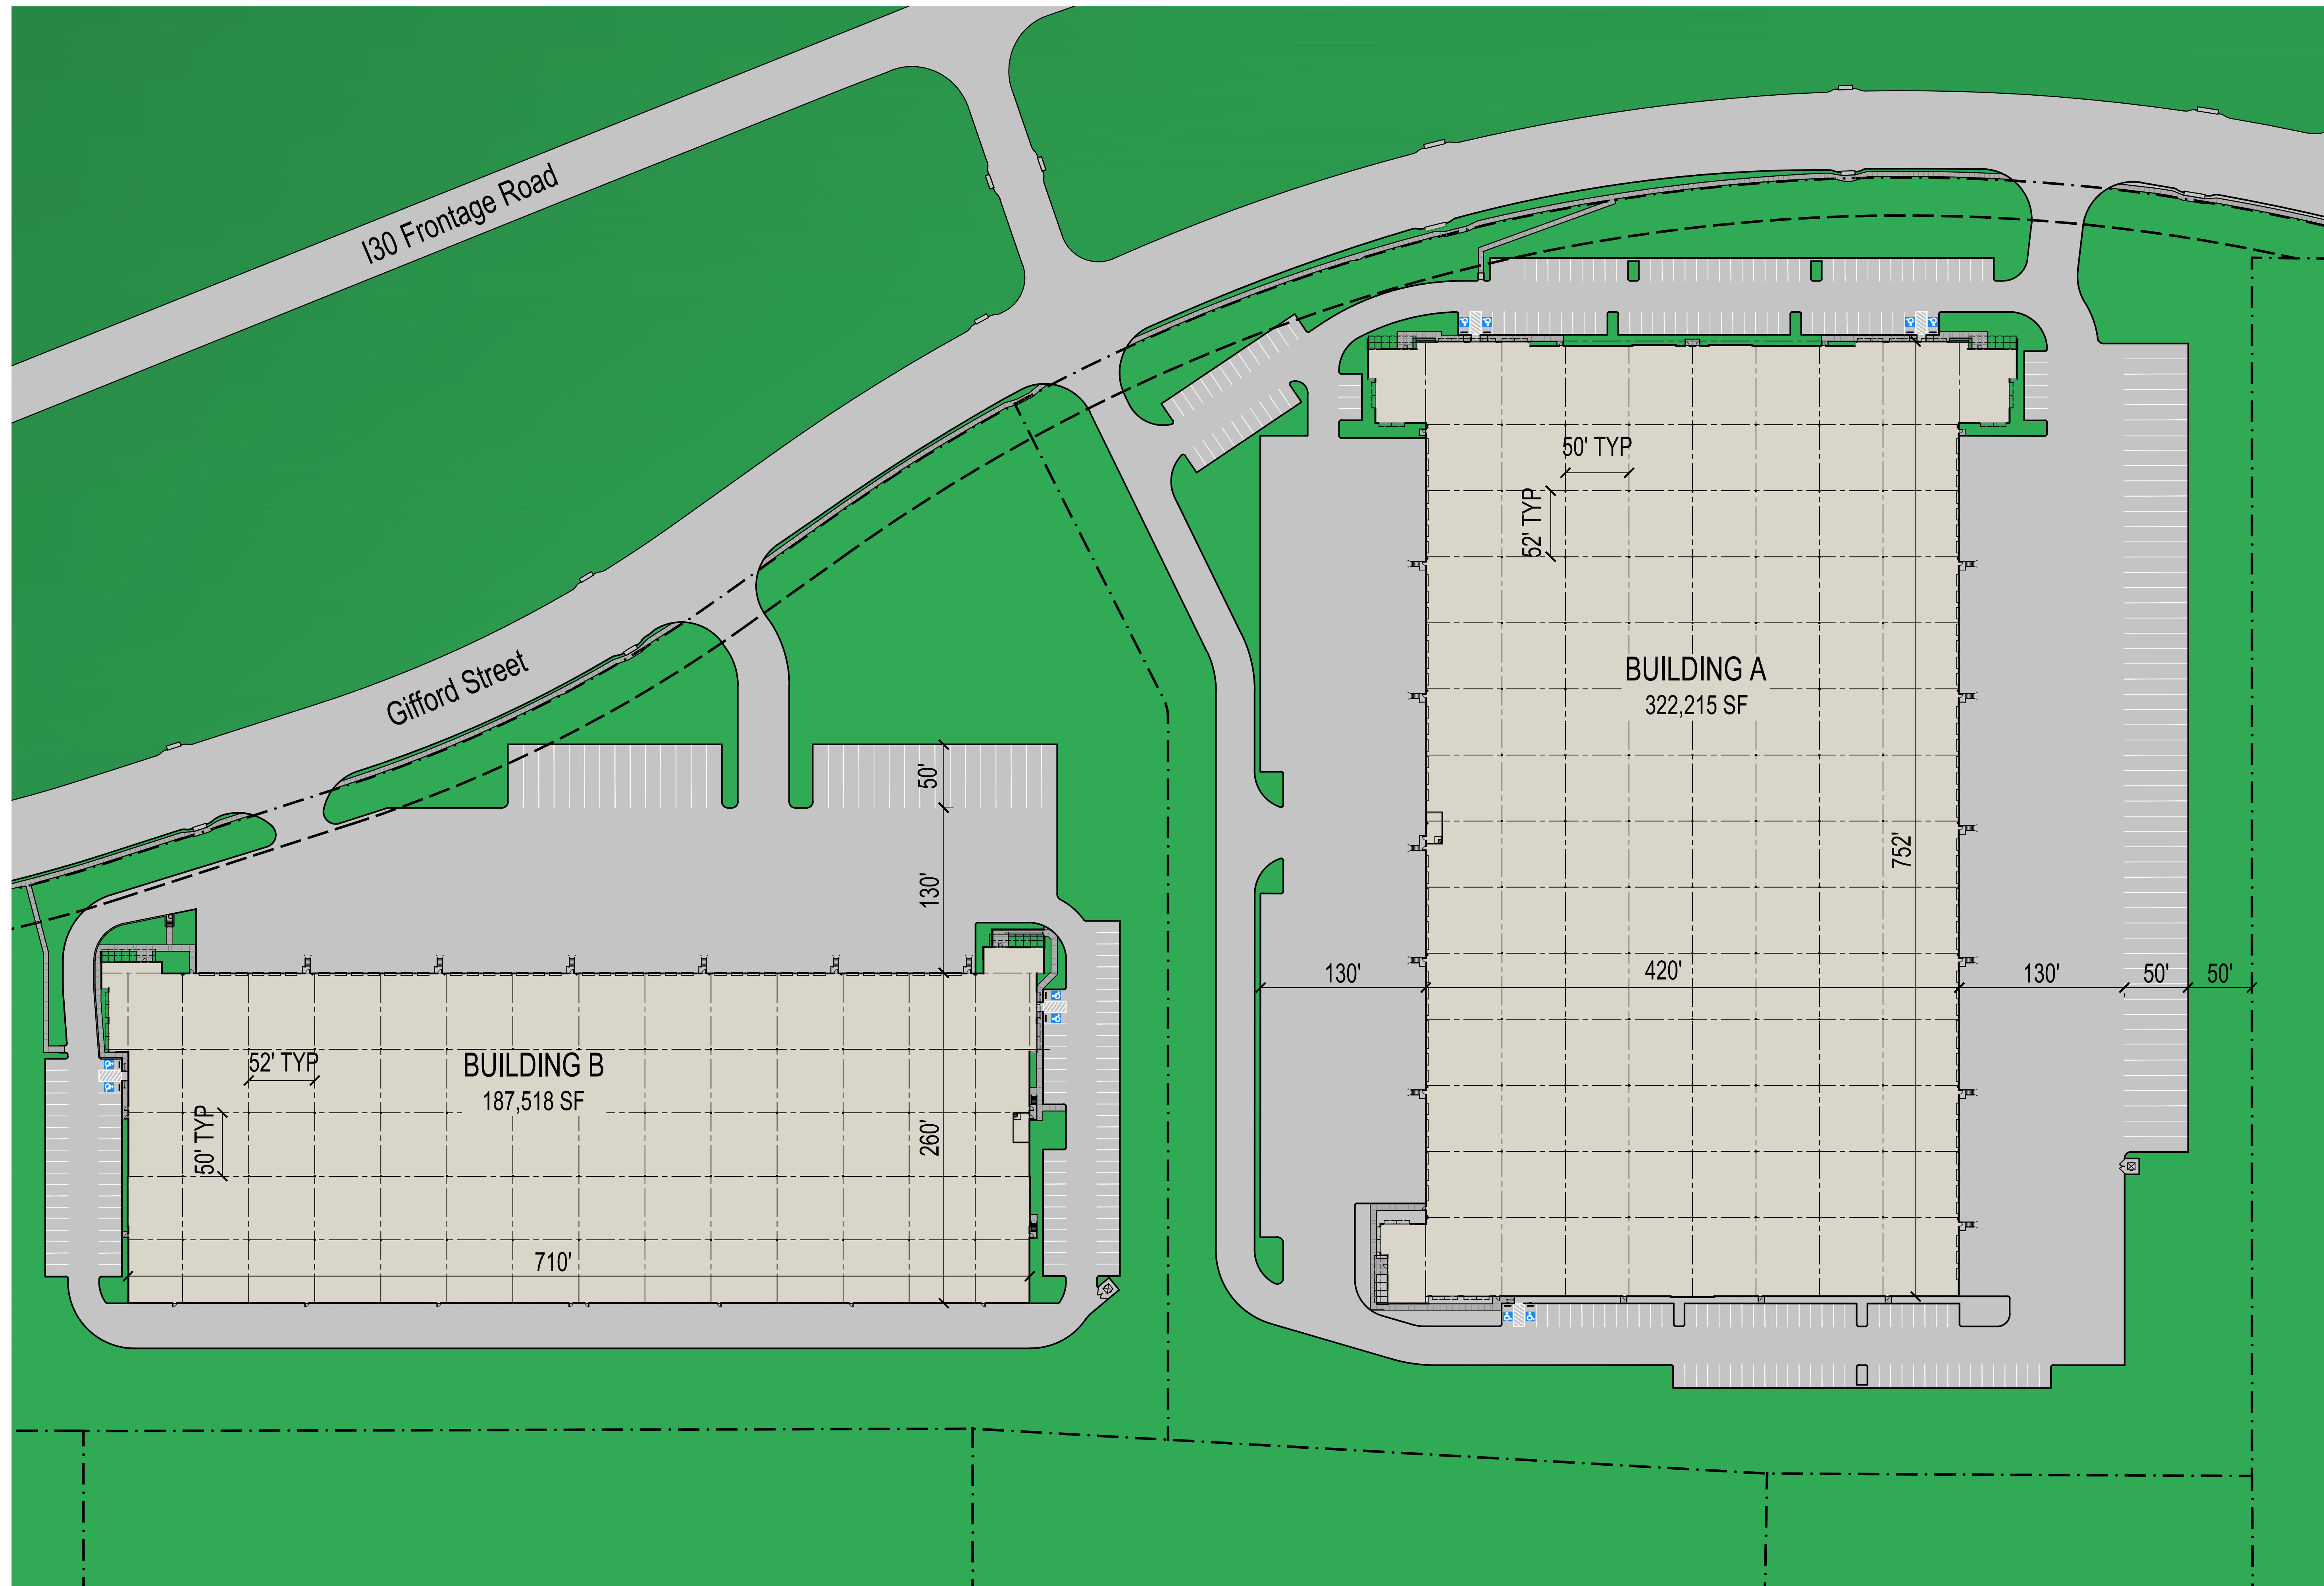 I30 Frontage Road
Gifford Street
50' TYP
52' TYP
BUILDING A
322,215 SF
752'
130'
420'
130'
50'
50'
50'
130'
BUILDING B
187,518 SF
52' TYP
50' TYP
260'
710'